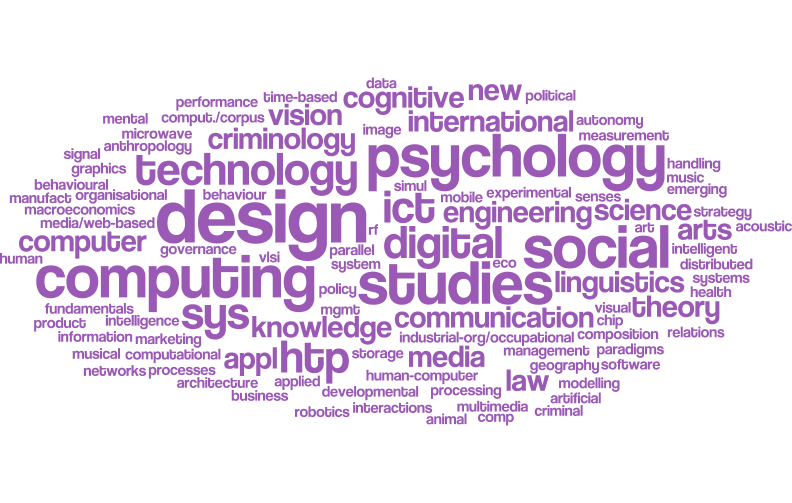 data
performance time-based cognitive new political
mental comput./corpus vision
microwave criminology image international autonomy
anthropology measurement
signal technology psychology handling
graphics music
behavioural simul emerging
manufact organisational behaviour mobile experimental senses
macroeconomics design ict engineering science strategy
media/web-based rf art arts acoustic
computer governance parallel digital social intelligent
human vlsi system eco distributed
computing studies linguistics systems
policy health
fundamentals sys mgmt communication visual theory
product intelligence knowledge chip
information marketing industrial-org/occupational composition relations
musical computational appl htp storage media management paradigms
networks processes geography software
architecture applied human-computer law modelling
business developmental processing artificial
robotics interactions multimedia criminal
animal comp